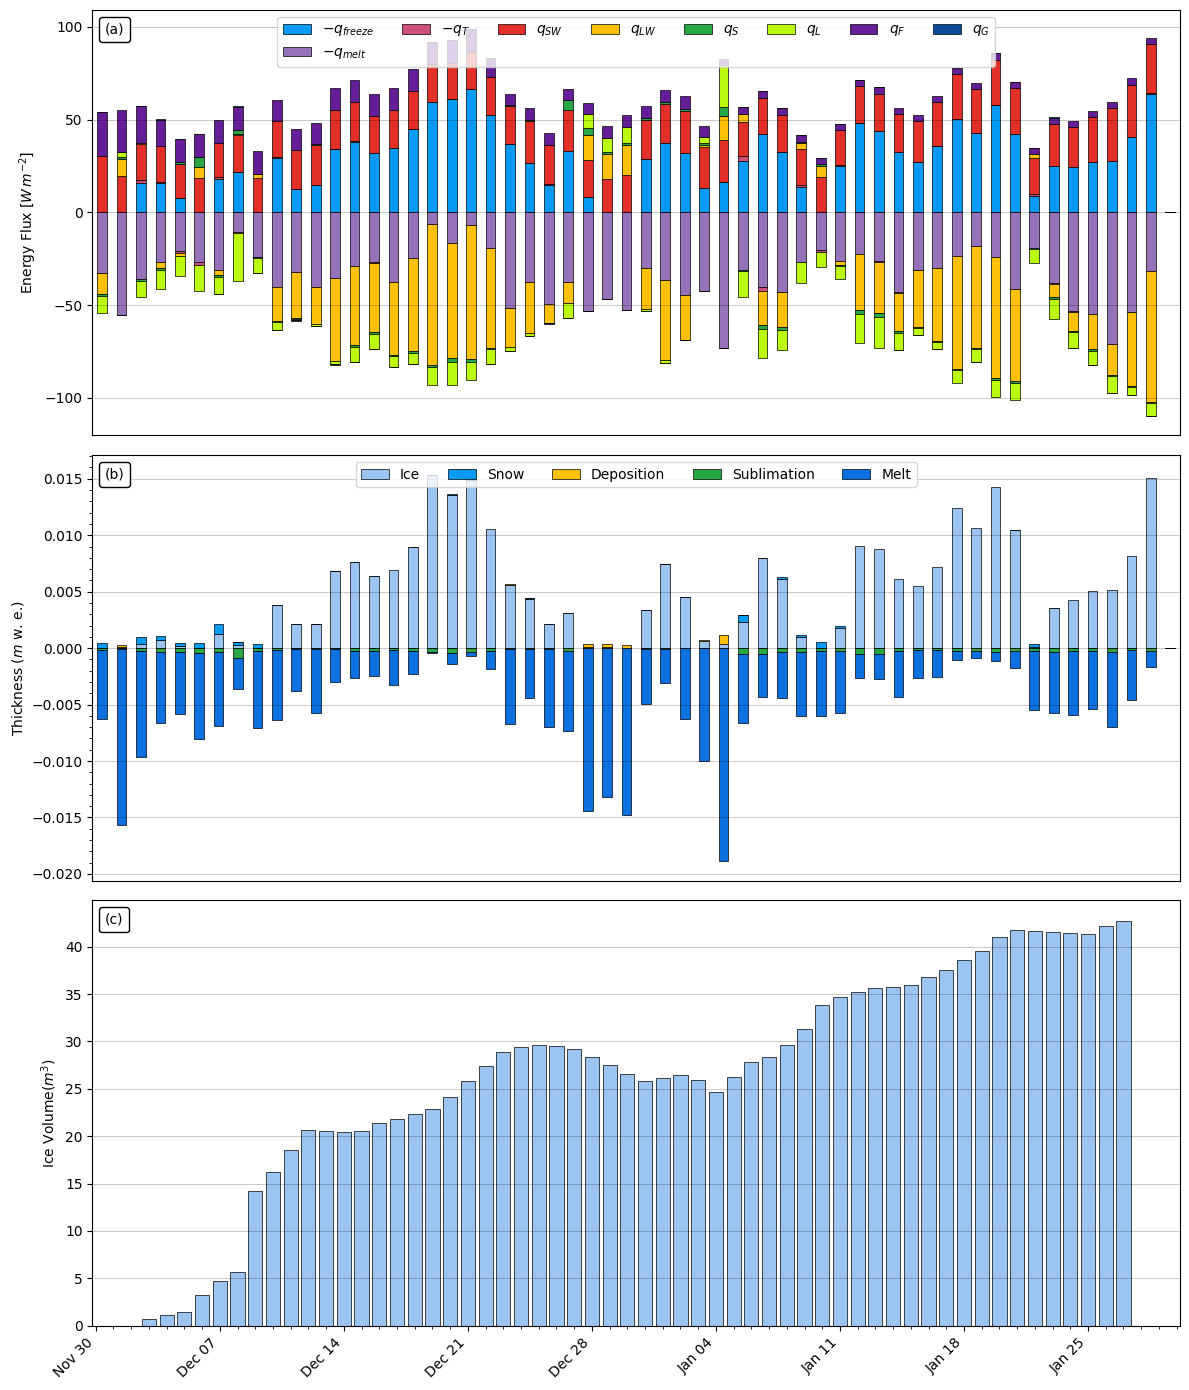 (a)
−q_freeze −q_T q_SW q_LW q_S q_L q_F q_G
−q_melt
100
50
0
−50
−100
Energy Flux [W m⁻²]
(b)
Ice Snow Deposition Sublimation Melt
0.015
0.010
0.005
0.000
−0.005
−0.010
−0.015
−0.020
Thickness (m w. e.)
(c)
40
35
30
25
20
15
10
5
0
Ice Volume(m³)
Nov 30 Dec 07 Dec 14 Dec 21 Dec 28 Jan 04 Jan 11 Jan 18 Jan 25